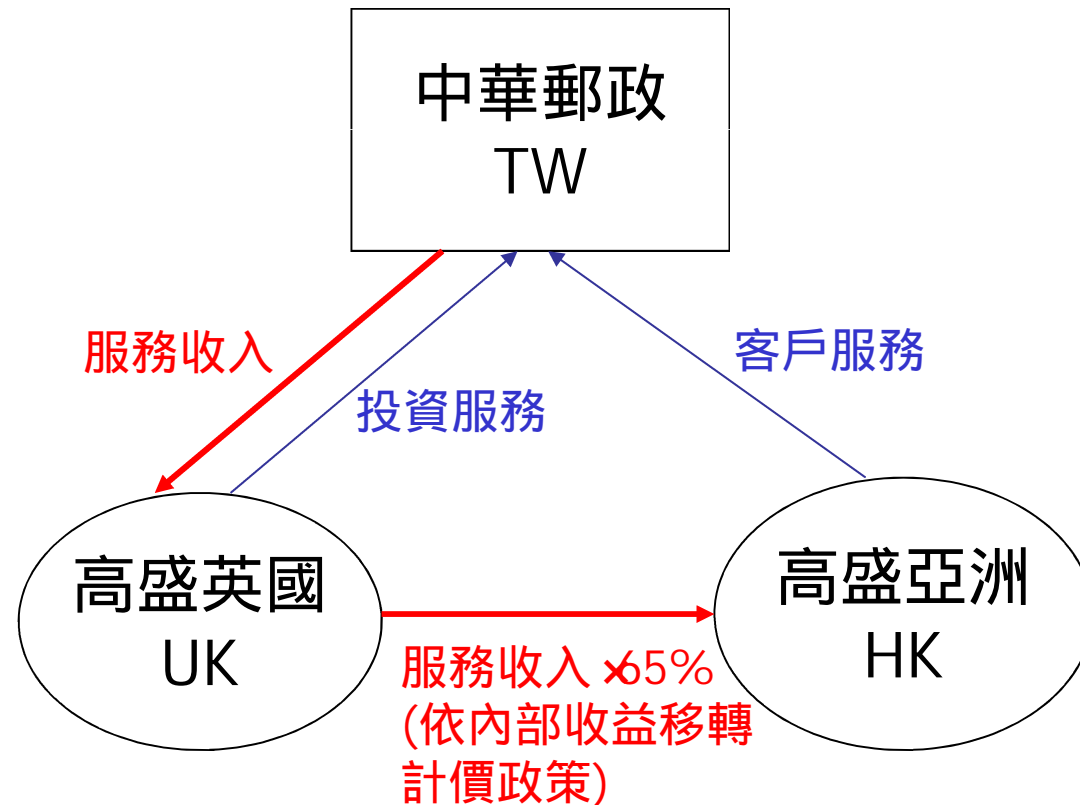 中華郵政
TW
服務收入
客戶服務
投資服務
高盛英國
UK
高盛亞洲
HK
服務收入×65%
(依內部收益移轉
計價政策)